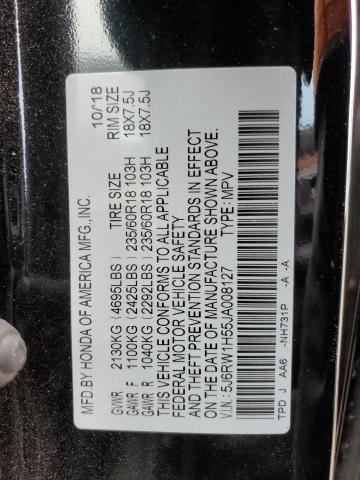 MFD.BY HONDA OF AMERICA MFG.,INC. 10/18
GVWR 2130KG (4695LBS) TIRE SIZE RIM SIZE
GAWR F 1100KG (2425LBS) 235/60R18 103H 18X7.5J
GAWR R 1040KG (2292LBS) 235/60R18 103H 18X7.5J
THIS VEHICLE CONFORMS TO ALL APPLICABLE
FEDERAL MOTOR VEHICLE SAFETY
AND THEFT PREVENTION STANDARDS IN EFFECT
ON THE DATE OF MANUFACTURE SHOWN ABOVE.
V.I.N.: 5J6RW1H55JA008127 TYPE: MPV
TPD J AA6 -NH731P -A -A